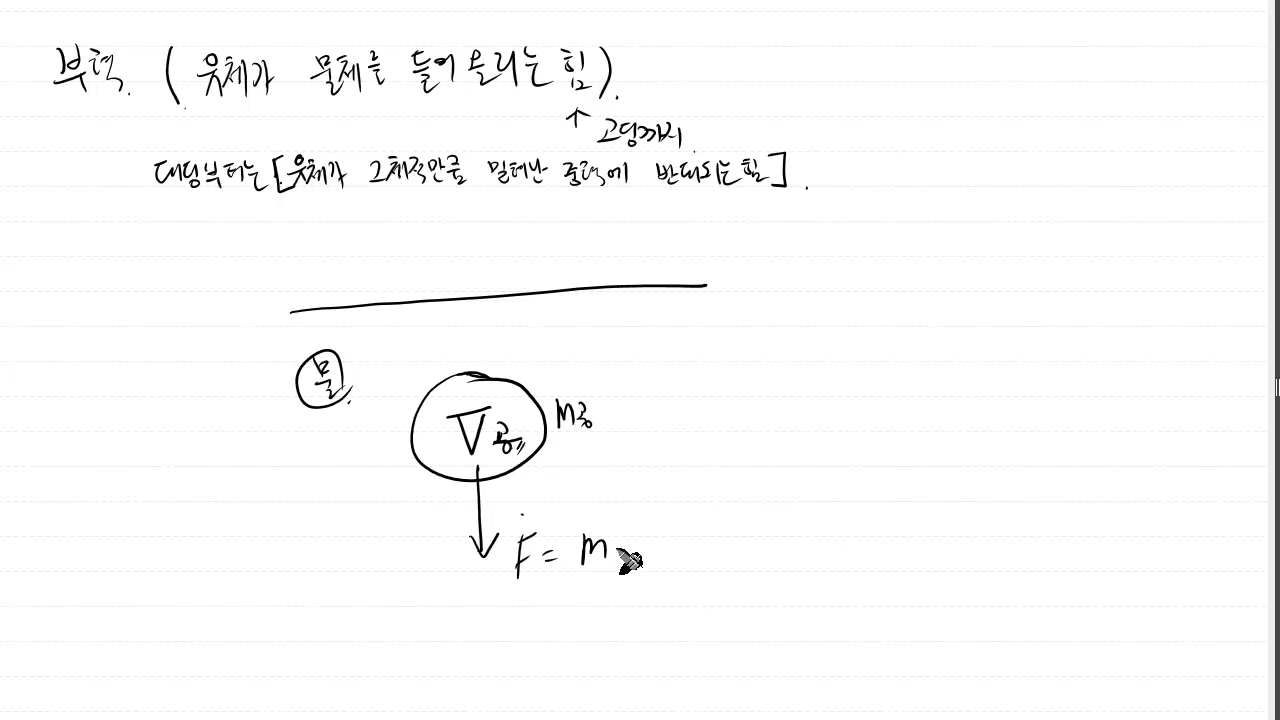 부력. (유체가 물체를 들어올리는 힘).
↑ 고딩까지
대딩부터는 [유체가 그체적만큼 밀어낸 중력에 반대되는힘].
물
V공 M공
F = m